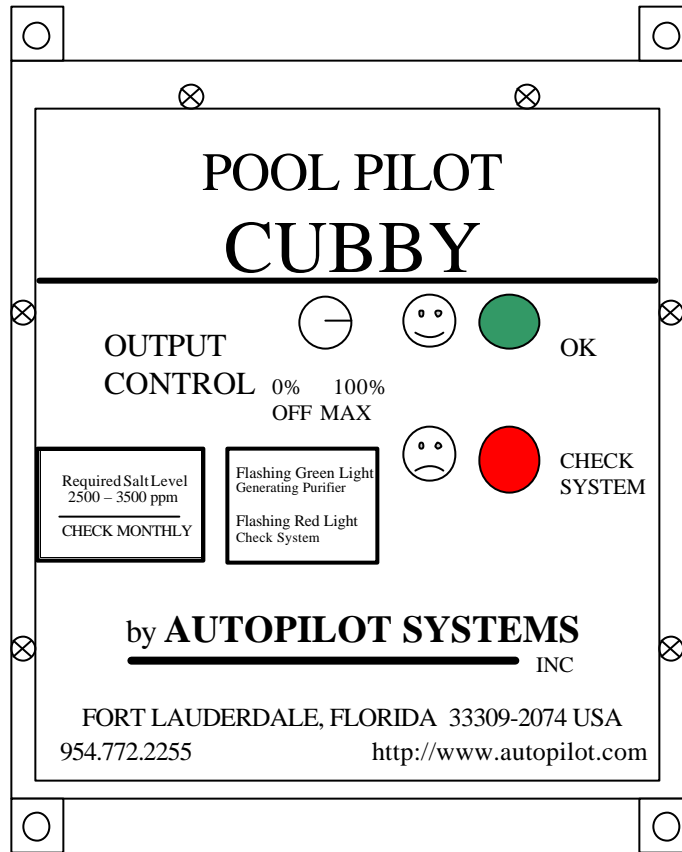 POOL PILOT
CUBBY
OUTPUT
CONTROL
0% 100%
OFF MAX
OK
CHECK
SYSTEM
Required Salt Level
2500 – 3500 ppm
CHECK MONTHLY
Flashing Green Light
Generating Purifier
Flashing Red Light
Check System
by AUTOPILOT SYSTEMS
INC
FORT LAUDERDALE, FLORIDA 33309-2074 USA
954.772.2255 http://www.autopilot.com